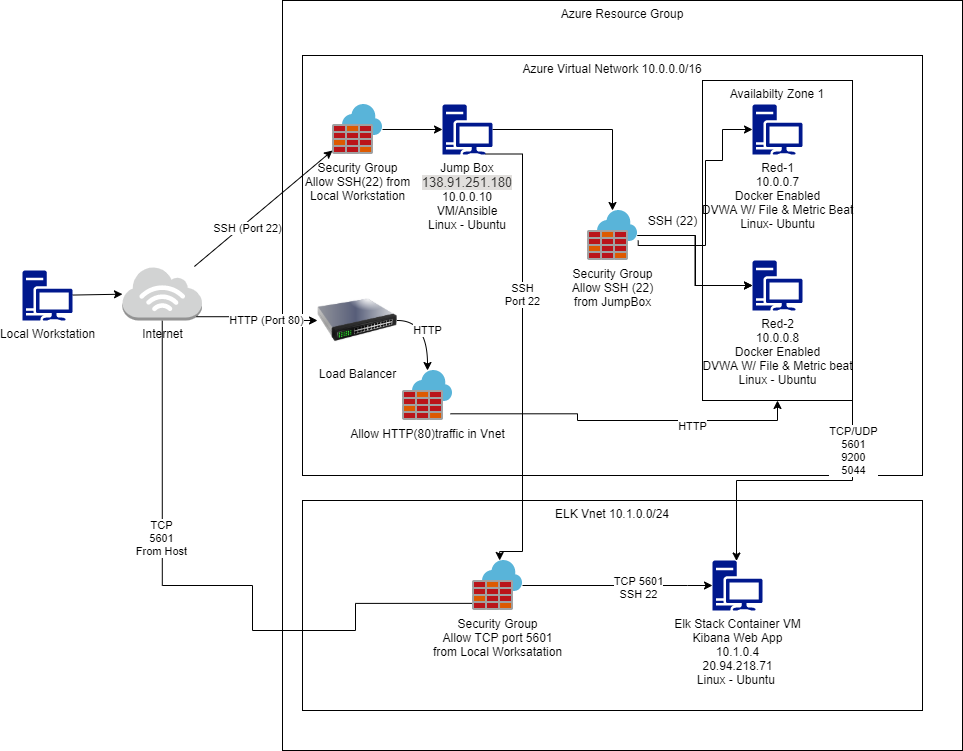 Azure Resource Group
Azure Virtual Network 10.0.0.0/16
Availabilty Zone 1
Security Group
Allow SSH(22) from
Local Workstation
Jump Box
138.91.251.180
10.0.0.10
VM/Ansible
Linux - Ubuntu
Red-1
10.0.0.7
Docker Enabled
DVWA W/ File & Metric Beat
Linux- Ubuntu
SSH (Port 22)
SSH (22)
Security Group
Allow SSH (22)
from JumpBox
Local Workstation
Internet
SSH
Port 22
HTTP (Port 80)
HTTP
Load Balancer
Red-2
10.0.0.8
Docker Enabled
DVWA W/ File & Metric beat
Linux - Ubuntu
Allow HTTP(80)traffic in Vnet
HTTP
TCP/UDP
5601
9200
5044
ELK Vnet 10.1.0.0/24
TCP
5601
From Host
TCP 5601
SSH 22
Security Group
Allow TCP port 5601
from Local Worksatation
Elk Stack Container VM
Kibana Web App
10.1.0.4
20.94.218.71
Linux - Ubuntu